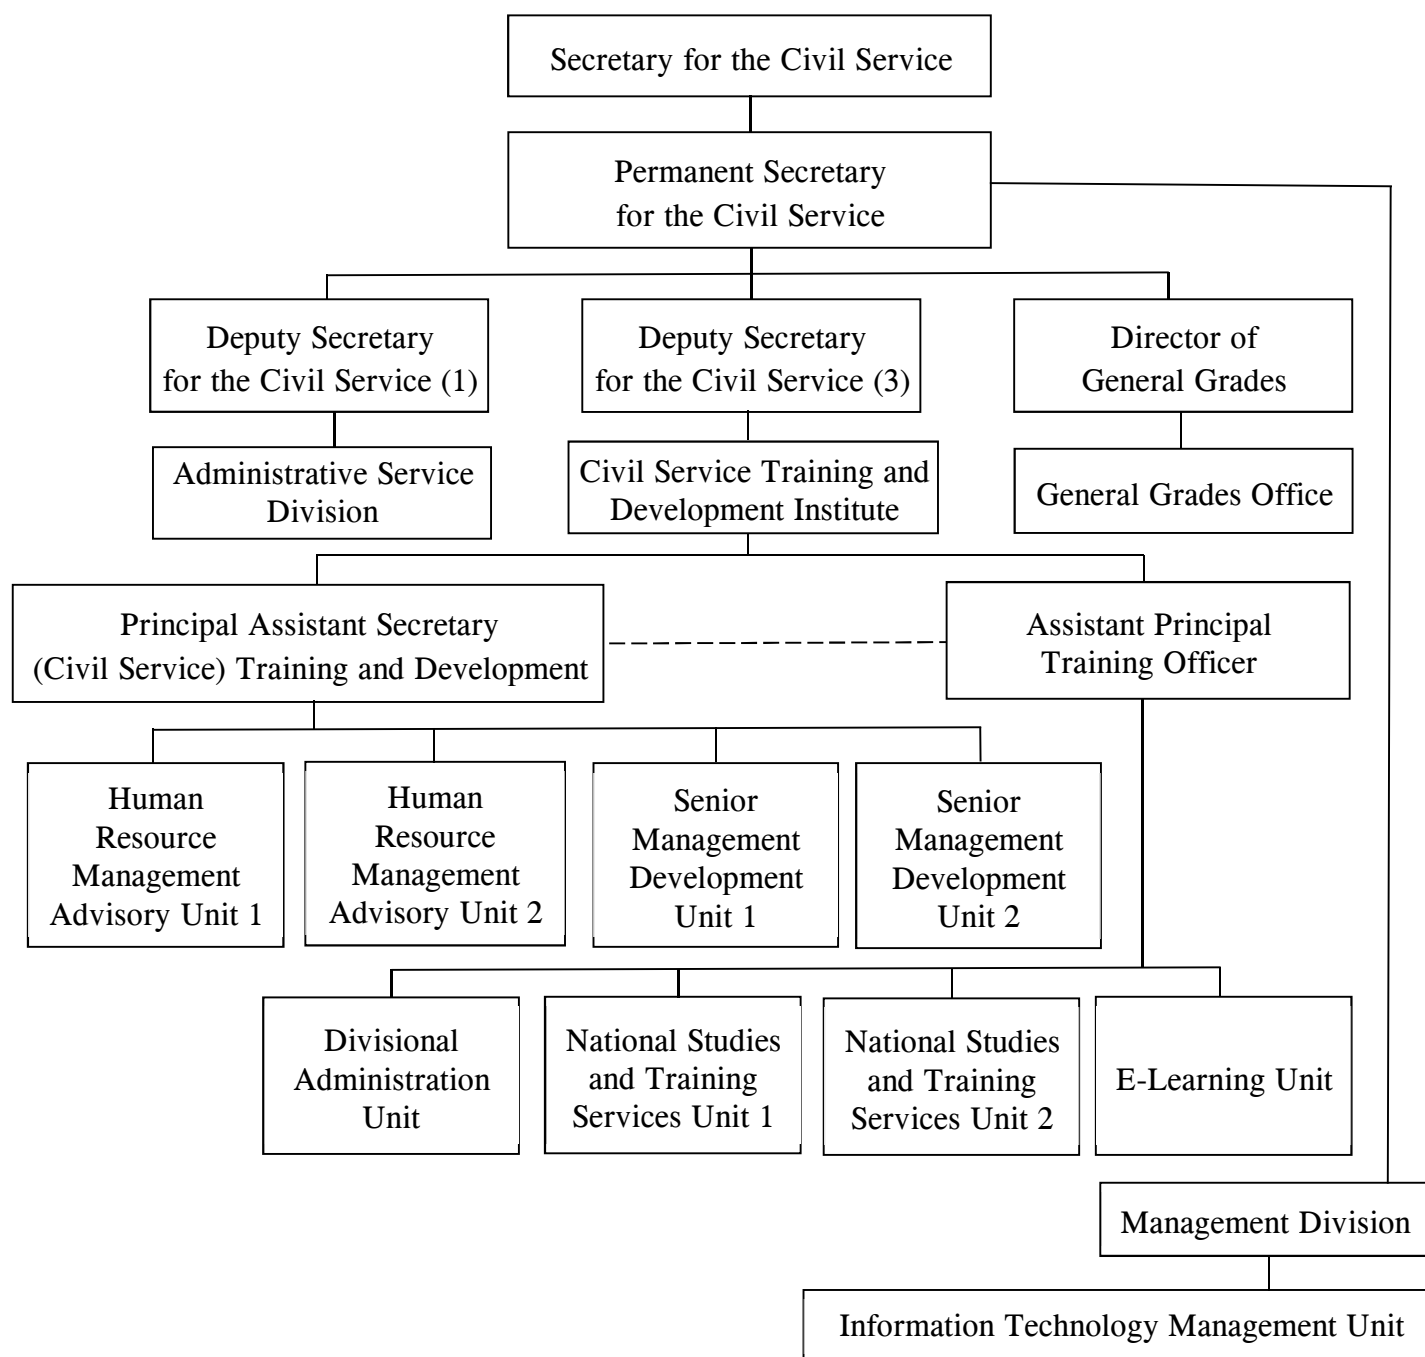 Secretary for the Civil Service
Permanent Secretary
for the Civil Service
Deputy Secretary
for the Civil Service (1)
Deputy Secretary
for the Civil Service (3)
Director of
General Grades
Administrative Service
Division
Civil Service Training and
Development Institute
General Grades Office
Principal Assistant Secretary
(Civil Service) Training and Development
Assistant Principal
Training Officer
Human
Resource
Management
Advisory Unit 1
Human
Resource
Management
Advisory Unit 2
Senior
Management
Development
Unit 1
Senior
Management
Development
Unit 2
Divisional
Administration
Unit
National Studies
and Training
Services Unit 1
National Studies
and Training
Services Unit 2
E-Learning Unit
Management Division
Information Technology Management Unit